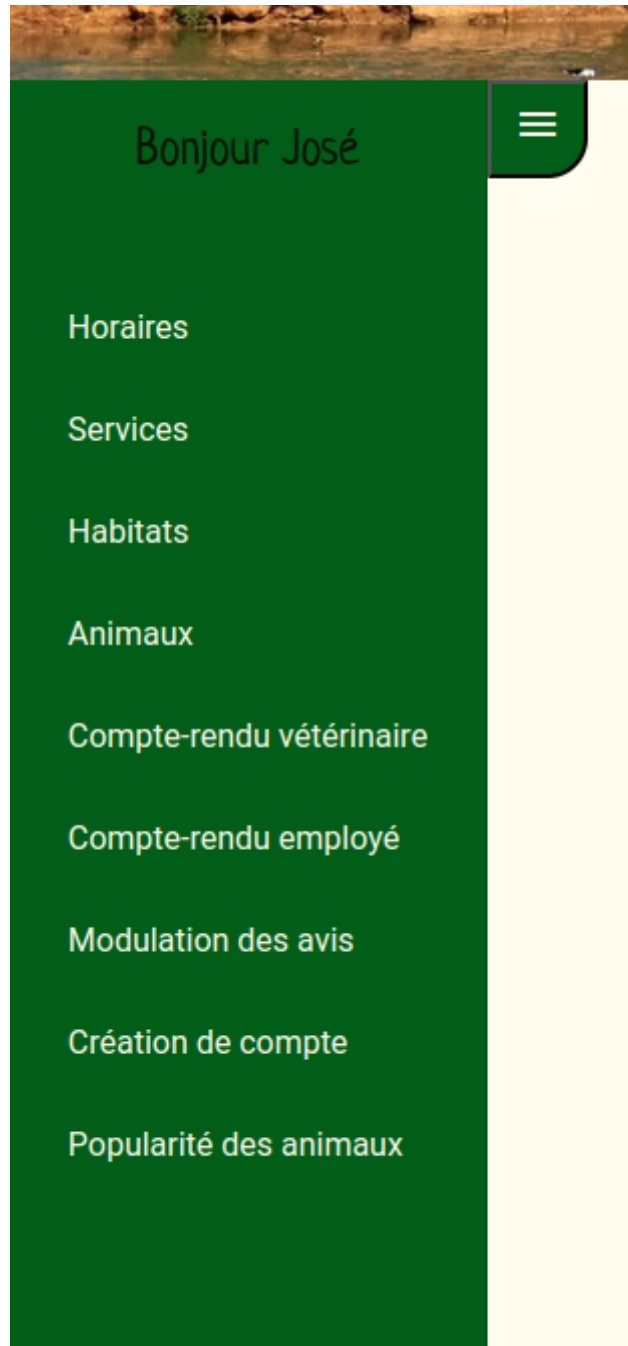 Bonjour José
Horaires
Services
Habitats
Animaux
Compte-rendu vétérinaire
Compte-rendu employé
Modulation des avis
Création de compte
Popularité des animaux